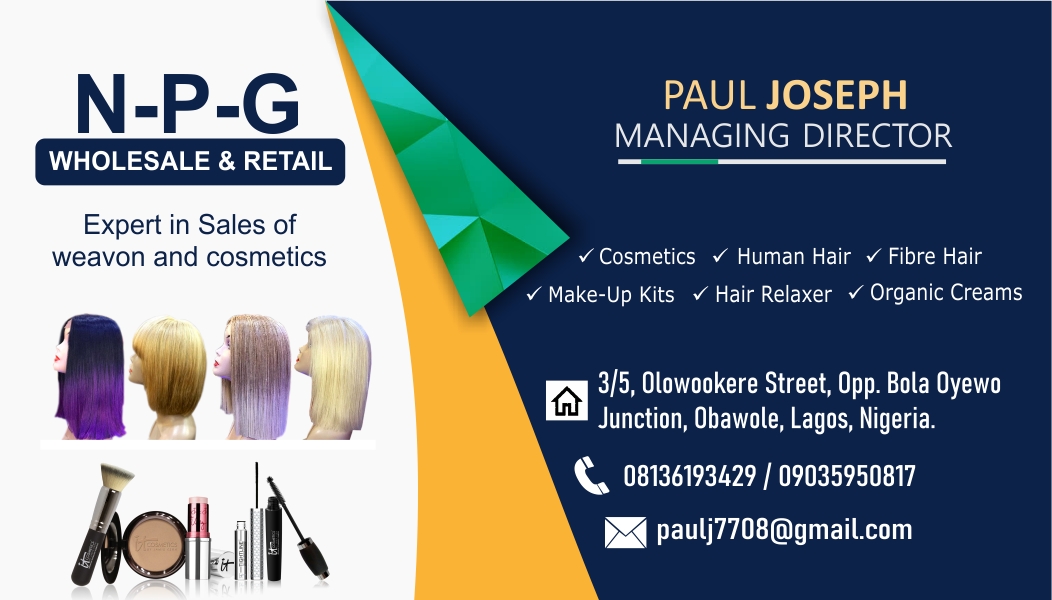 N-P-G
WHOLESALE & RETAIL
Expert in Sales of
weavon and cosmetics
PAUL JOSEPH
MANAGING DIRECTOR
✓ Cosmetics ✓ Human Hair ✓ Fibre Hair
✓ Make-Up Kits ✓ Hair Relaxer ✓ Organic Creams
3/5, Olowookere Street, Opp. Bola Oyewo
Junction, Obawole, Lagos, Nigeria.
08136193429 / 09035950817
paulj7708@gmail.com